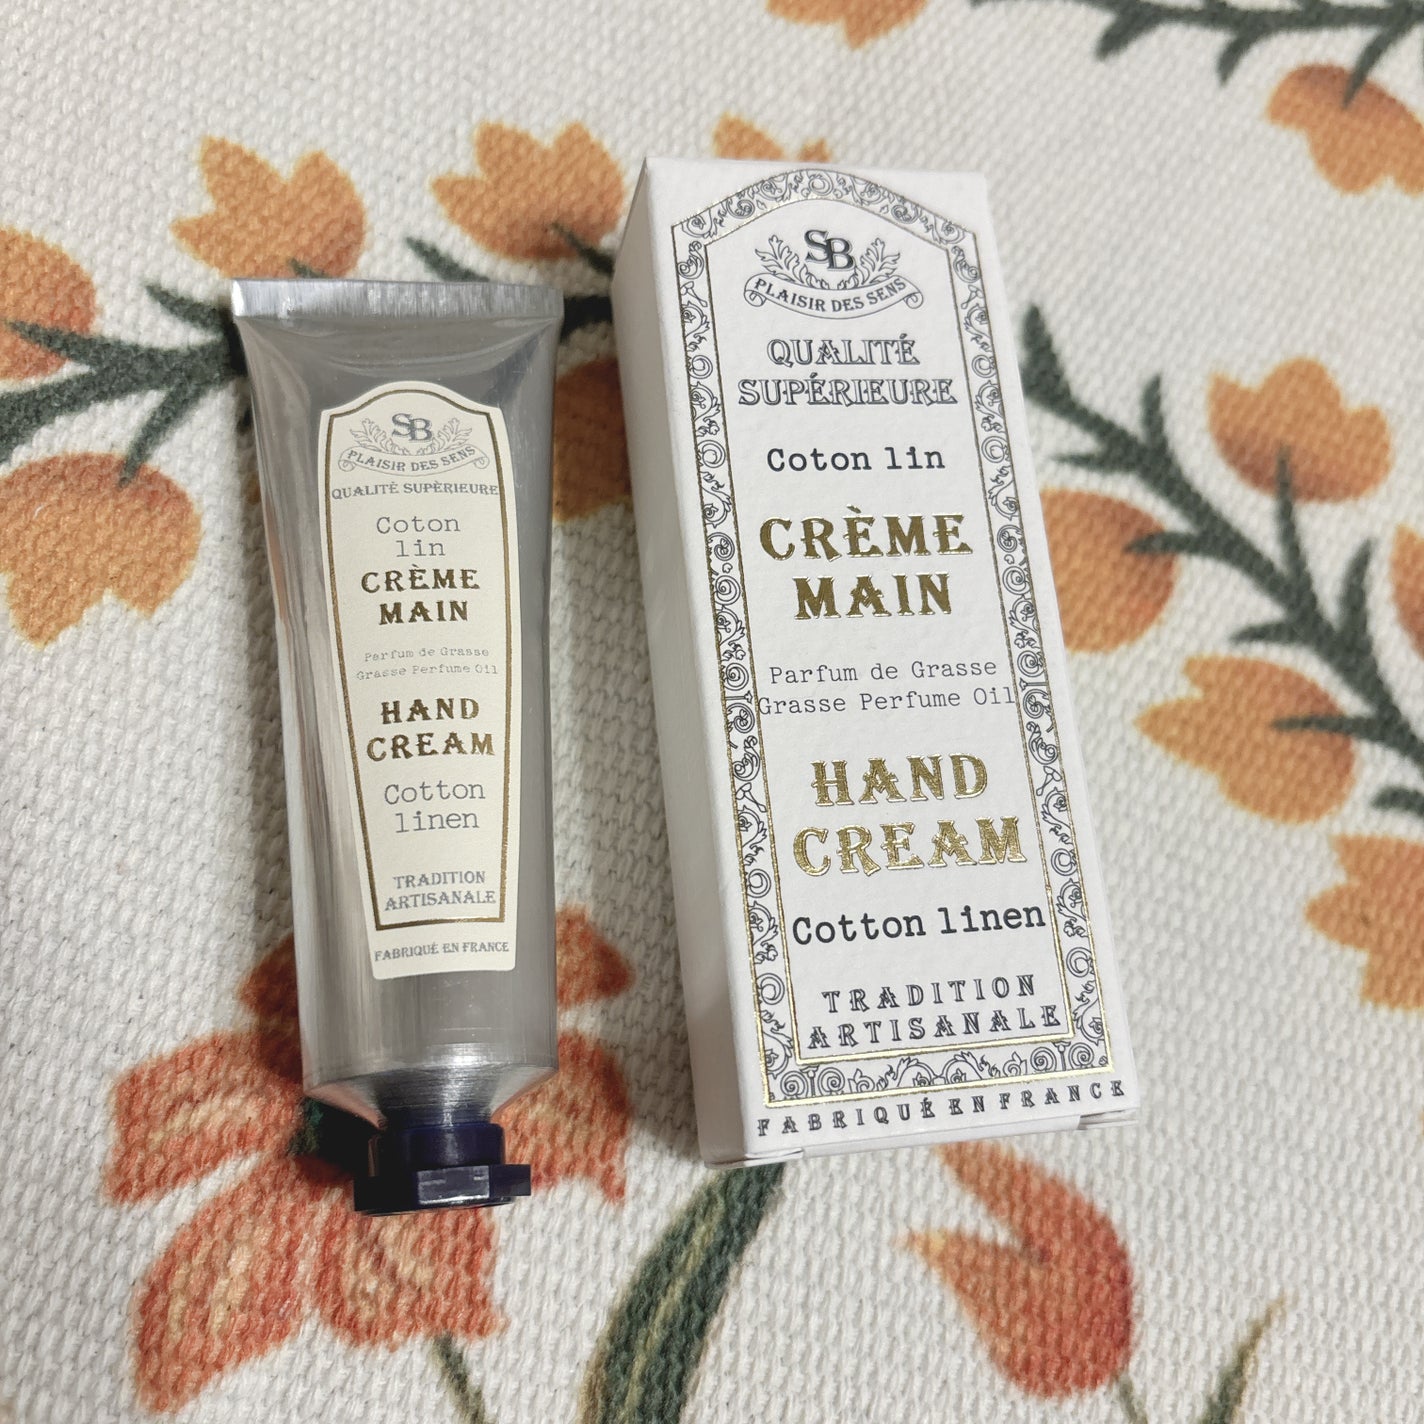 SB
PLAISIR DES SENS
QUALITÉ SUPÈRIEURE
Coton
lin
CRÈME
MAIN
Parfum de Grasse
Grasse Perfume Oil
HAND
CREAM
Cotton
linen
TRADITION
ARTISANALE
FABRIQUÉ EN FRANCE
SB
PLAISIR DES SENS
QUALITÉ
SUPÉRIEURE
Coton lin
CRÈME
MAIN
Parfum de Grasse
Grasse Perfume Oil
HAND
CREAM
Cotton linen
TRADITION
ARTISANALE
FABRIQUÉ EN FRANCE